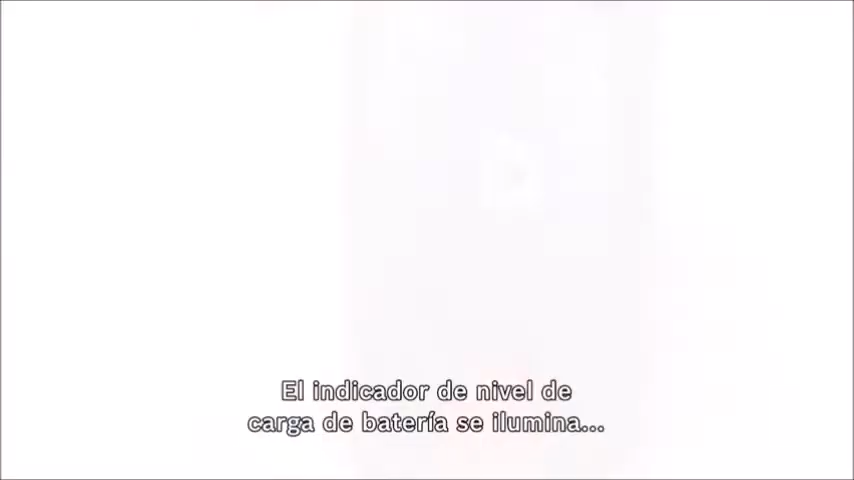 El indicador de nivel de
carga de batería se ilumina...